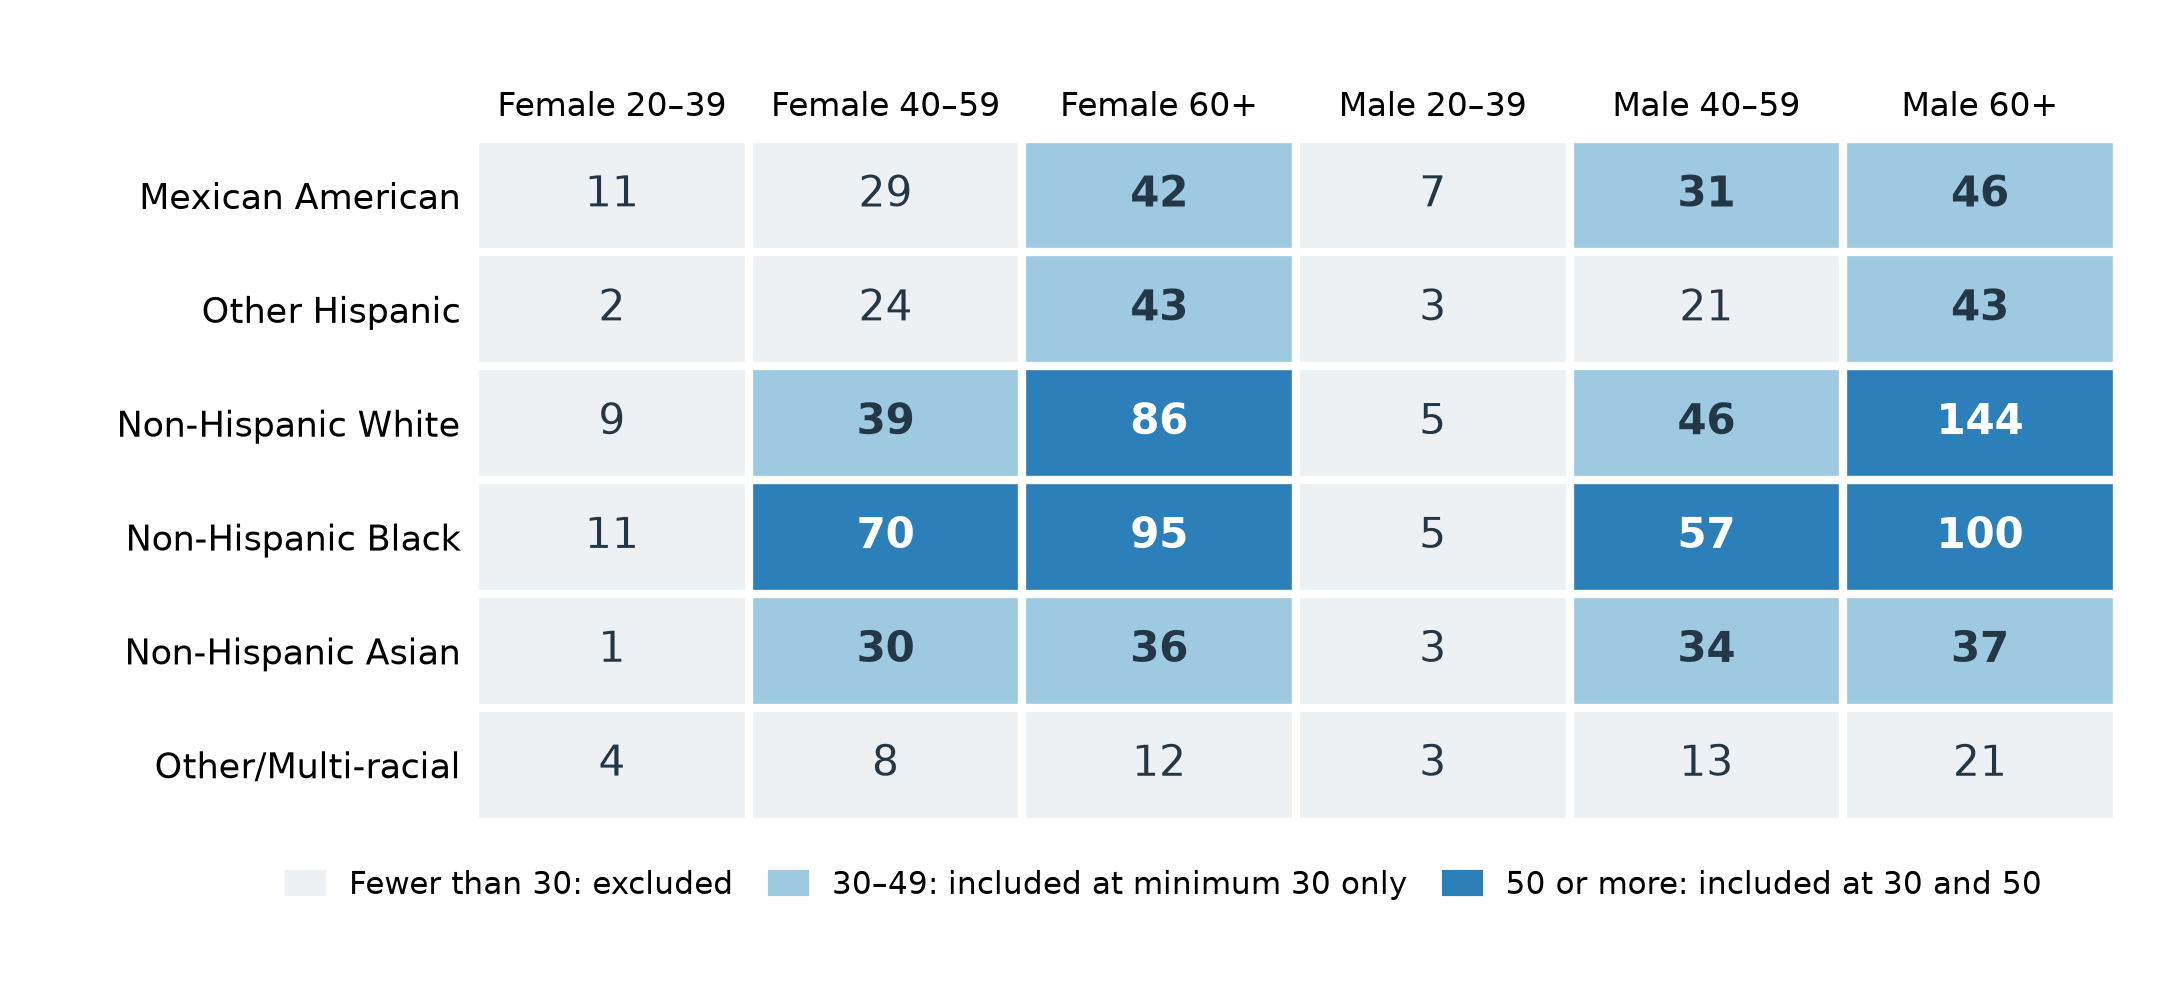 Female 20–39 Female 40–59 Female 60+ Male 20–39 Male 40–59 Male 60+
Mexican American 11 29 42 7 31 46
Other Hispanic 2 24 43 3 21 43
Non-Hispanic White 9 39 86 5 46 144
Non-Hispanic Black 11 70 95 5 57 100
Non-Hispanic Asian 1 30 36 3 34 37
Other/Multi-racial 4 8 12 3 13 21
Fewer than 30: excluded 30–49: included at minimum 30 only 50 or more: included at 30 and 50